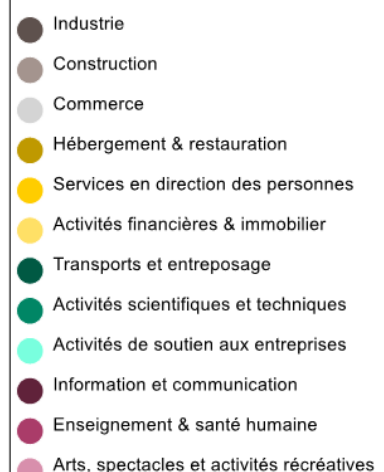 Industrie
Construction
Commerce
Hébergement & restauration
Services en direction des personnes
Activités financières & immobilier
Transports et entreposage
Activités scientifiques et techniques
Activités de soutien aux entreprises
Information et communication
Enseignement & santé humaine
Arts, spectacles et activités récréatives